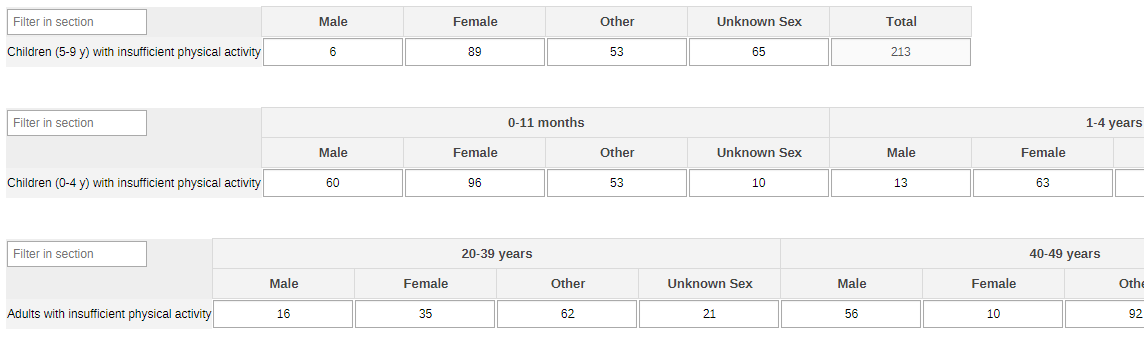 Filter in section Male Female Other Unknown Sex Total
Children (5-9 y) with insufficient physical activity 6 89 53 65 213
Filter in section 0-11 months 1-4 years
Male Female Other Unknown Sex Male Female
Children (0-4 y) with insufficient physical activity 60 96 53 10 13 63
Filter in section 20-39 years 40-49 years
Male Female Other Unknown Sex Male Female Othe
Adults with insufficient physical activity 16 35 62 21 56 10 92